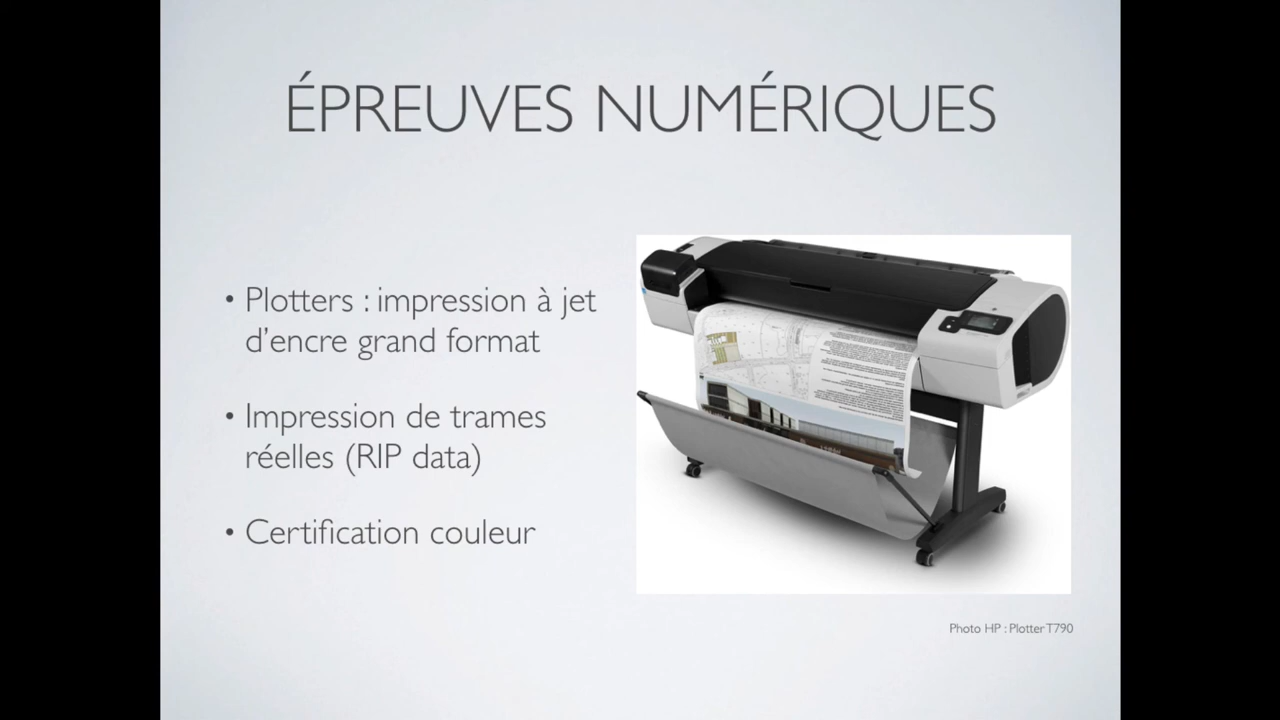 ÉPREUVES NUMÉRIQUES
• Plotters : impression à jet
d’encre grand format
• Impression de trames
réelles (RIP data)
• Certification couleur
Photo HP : Plotter T790